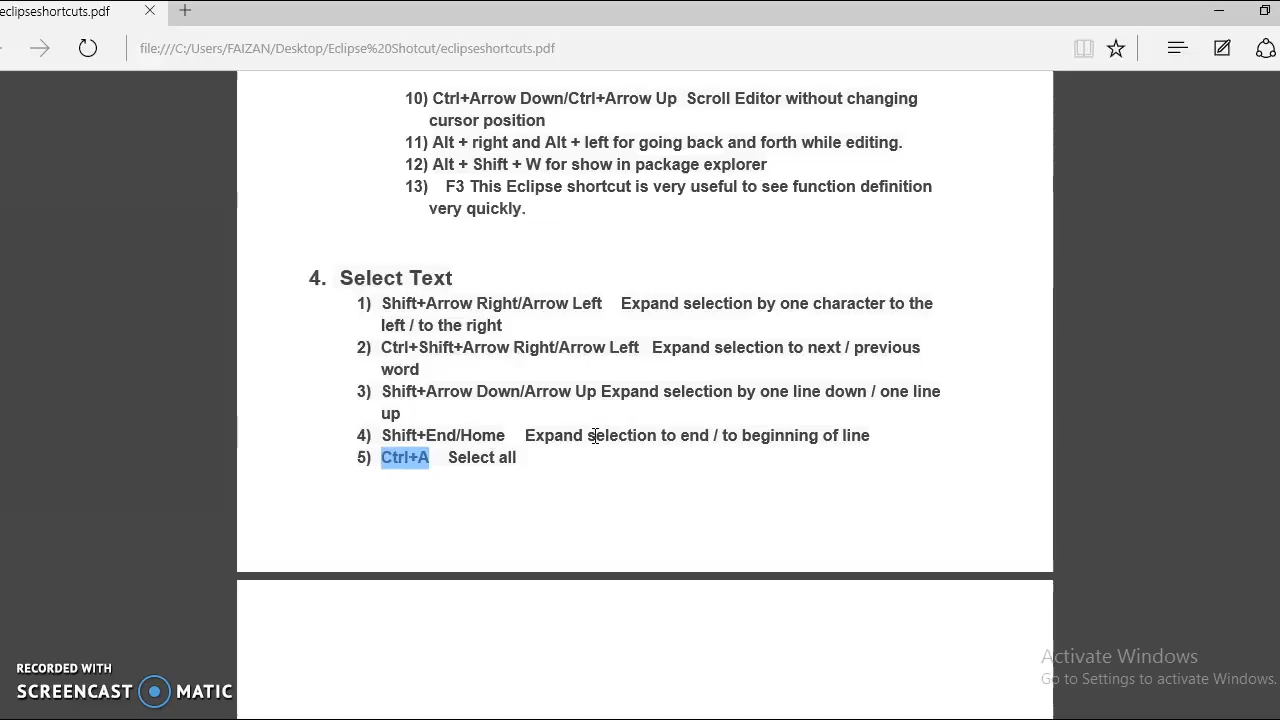 eclipseshortcuts.pdf
file:///C:/Users/FAIZAN/Desktop/Eclipse%20Shotcut/eclipseshortcuts.pdf
10) Ctrl+Arrow Down/Ctrl+Arrow Up Scroll Editor without changing
cursor position
11) Alt + right and Alt + left for going back and forth while editing.
12) Alt + Shift + W for show in package explorer
13) F3 This Eclipse shortcut is very useful to see function definition
very quickly.
4. Select Text
1) Shift+Arrow Right/Arrow Left Expand selection by one character to the
left / to the right
2) Ctrl+Shift+Arrow Right/Arrow Left Expand selection to next / previous
word
3) Shift+Arrow Down/Arrow Up Expand selection by one line down / one line
up
4) Shift+End/Home Expand selection to end / to beginning of line
5) Ctrl+A Select all
RECORDED WITH
SCREENCAST MATIC
Activate Windows
Go to Settings to activate Windows.